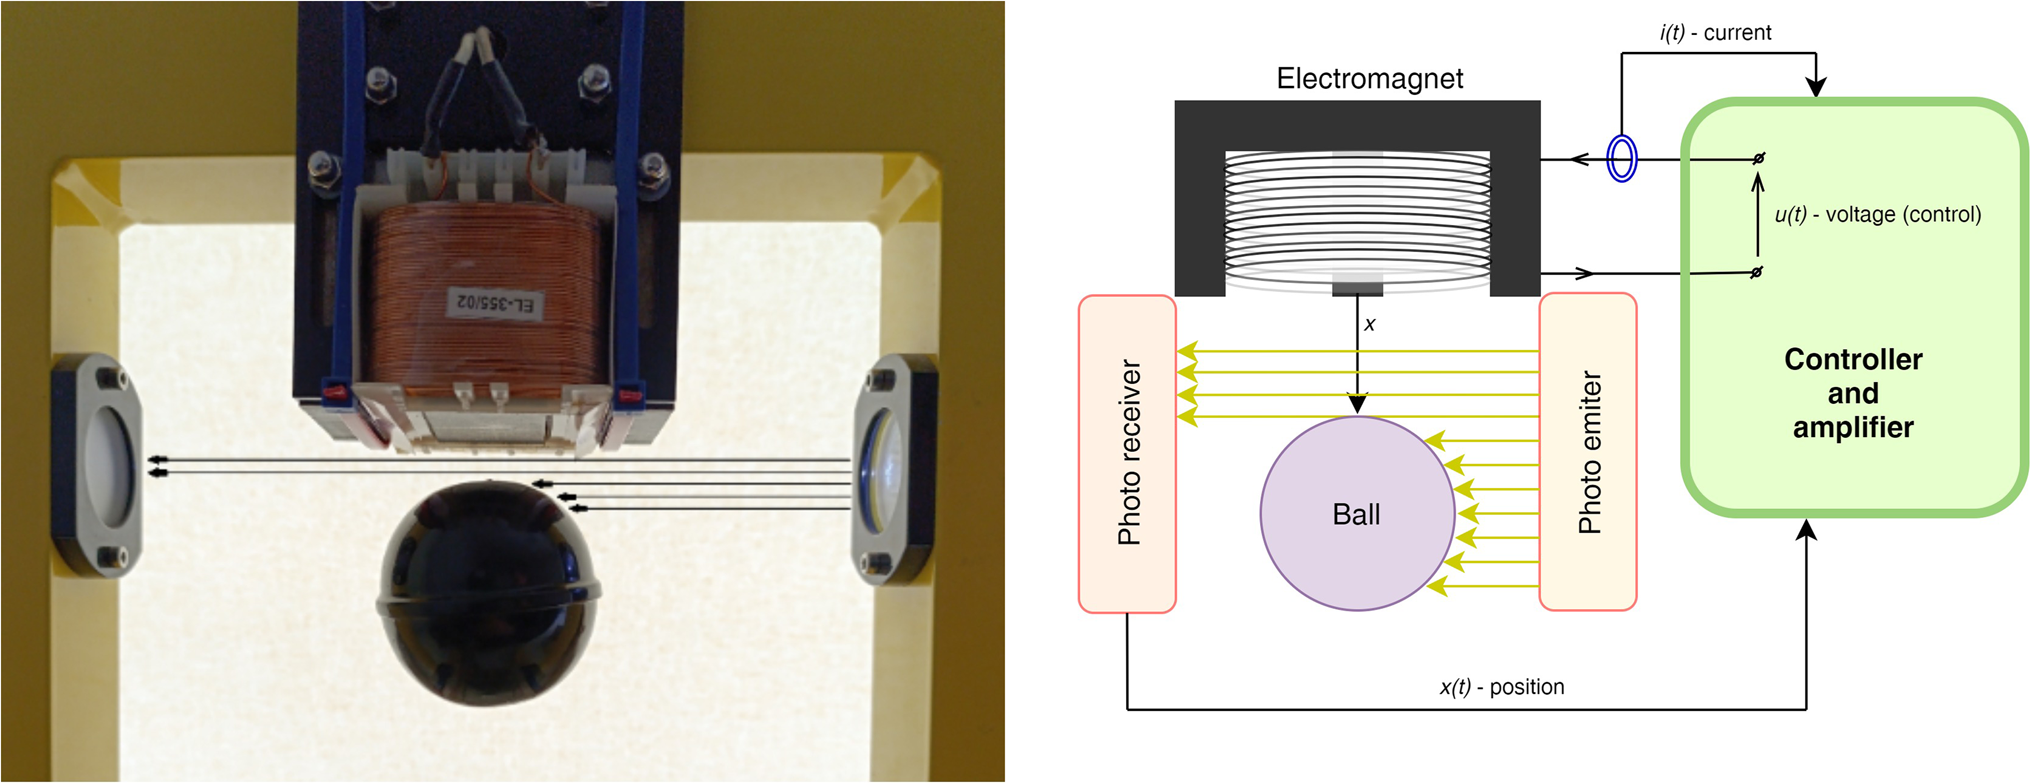 EL-355/02
i(t) - current
Electromagnet
u(t) - voltage (control)
x
Photo receiver
Photo emiter
Ball
Controller
and
amplifier
x(t) - position